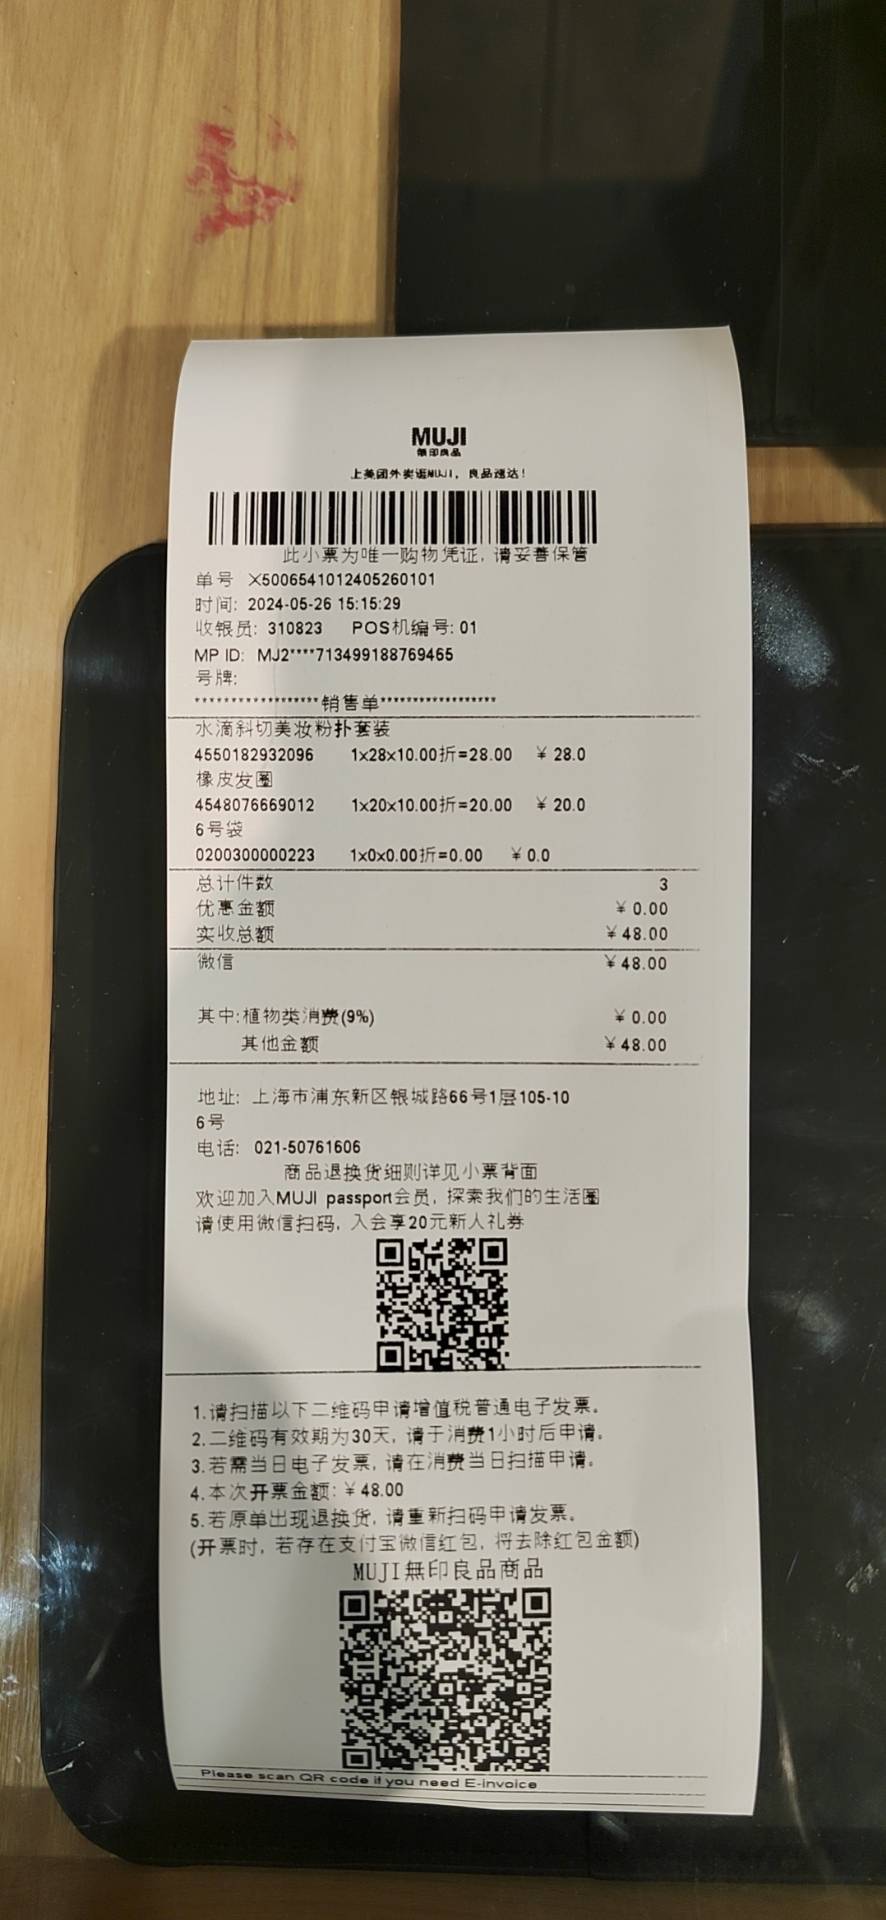 MUJI
無印良品
上美团外卖逛MUJI，良品速达！
此小票为唯一购物凭证, 请妥善保管
单号 X5006541012405260101
时间: 2024-05-26 15:15:29
收银员: 310823 POS机编号: 01
MP ID: MJ2****713499188769465
号牌:
******************销售单******************
水滴斜切美妆粉扑套装
4550182932096 1x28x10.00折=28.00 ￥28.0
橡皮发圈
4548076669012 1x20x10.00折=20.00 ￥20.0
6号袋
0200300000223 1x0x0.00折=0.00 ￥0.0
总计件数 3
优惠金额 ￥0.00
实收总额 ￥48.00
微信 ￥48.00
其中:植物类消费(9%) ￥0.00
其他金额 ￥48.00
地址: 上海市浦东新区银城路66号1层105-10
6号
电话: 021-50761606
商品退换货细则详见小票背面
欢迎加入MUJI passport会员, 探索我们的生活圈
请使用微信扫码, 入会享20元新人礼券
1.请扫描以下二维码申请增值税普通电子发票。
2.二维码有效期为30天, 请于消费1小时后申请。
3.若需当日电子发票, 请在消费当日扫描申请。
4.本次开票金额: ￥48.00
5.若原单出现退换货, 请重新扫码申请发票。
(开票时, 若存在支付宝微信红包, 将去除红包金额)
MUJI無印良品商品
Please scan QR code if you need E-invoice